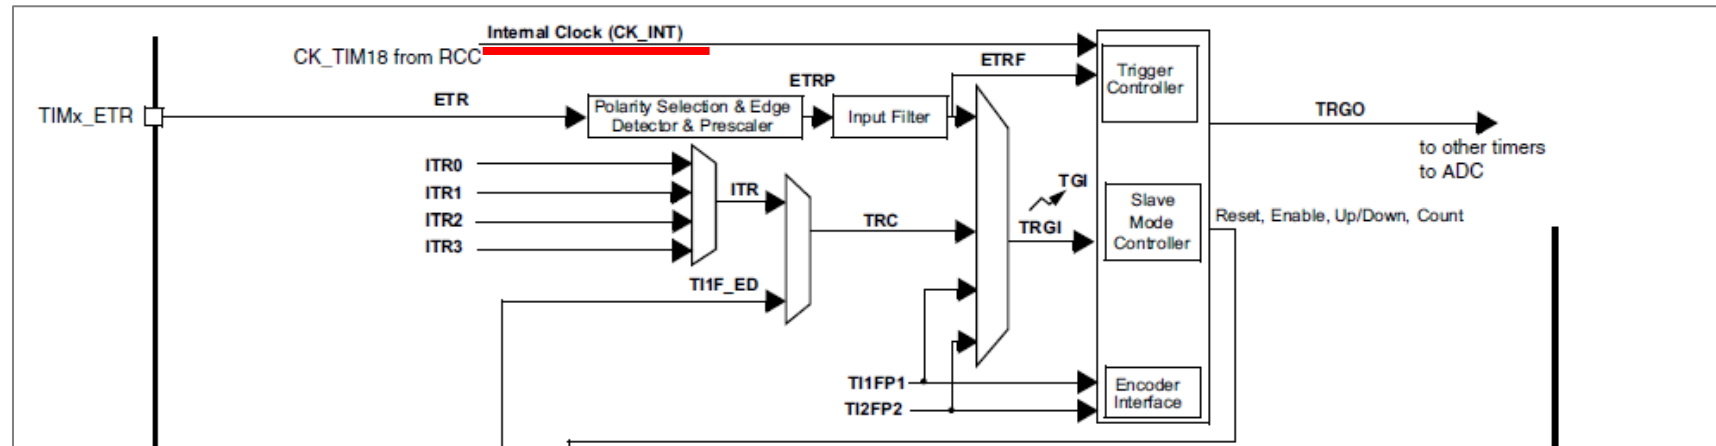 Internal Clock (CK_INT)
CK_TIM18 from RCC
ETRF
Trigger
Controller
ETRP
TIMx_ETR
ETR
Polarity Selection & Edge
Detector & Prescaler
Input Filter
TRGO
to other timers
to ADC
ITR0
ITR1
ITR2
ITR3
ITR
TI1F_ED
TRC
TGI
TRGI
Slave
Mode
Controller
Reset, Enable, Up/Down, Count
TI1FP1
TI2FP2
Encoder
Interface